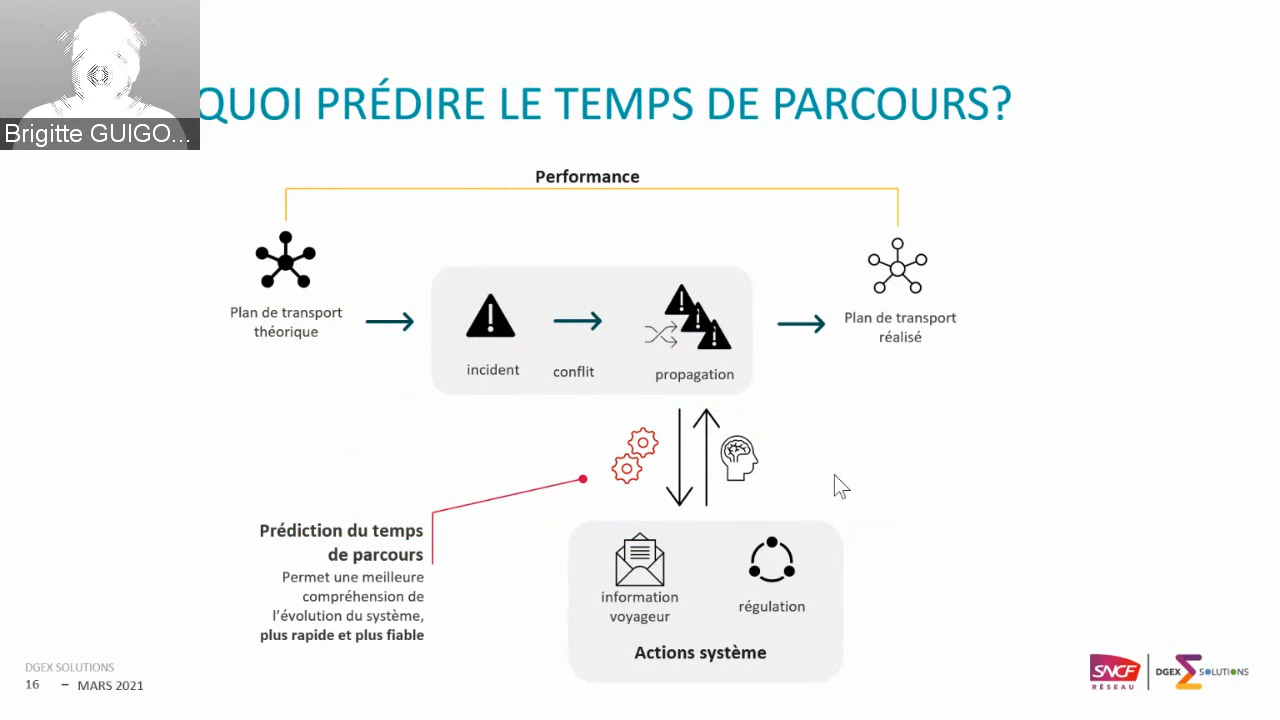 Brigitte GUIGO...
QUOI PRÉDIRE LE TEMPS DE PARCOURS?
Performance
Plan de transport
théorique
incident
conflit
propagation
Plan de transport
réalisé
Prédiction du temps
de parcours
Permet une meilleure
compréhension de
l'évolution du système,
plus rapide et plus fiable
information
voyageur
régulation
Actions système
DGEX SOLUTIONS
16 – MARS 2021
SNCF
RÉSEAU
DGEX SOLUTIONS